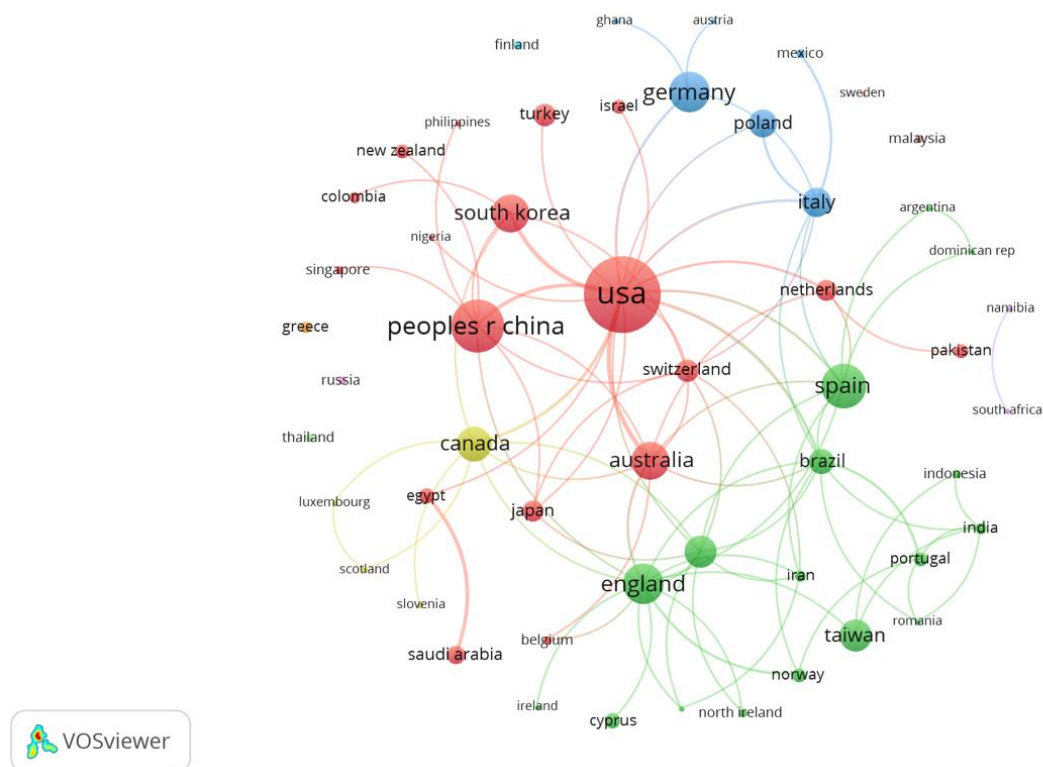 ghana
austria
finland
mexico
germany
sweden
israel
turkey
philippines
poland
malaysia
new zealand
colombia
italy
argentina
south korea
nigeria
dominican rep
singapore
usa
netherlands
namibia
greece
peoples r china
pakistan
switzerland
russia
spain
south africa
thailand
canada
australia
brazil
indonesia
egypt
luxembourg
japan
india
portugal
scotland
iran
england
slovenia
romania
taiwan
belgium
saudi arabia
norway
ireland
north ireland
cyprus
VOSviewer